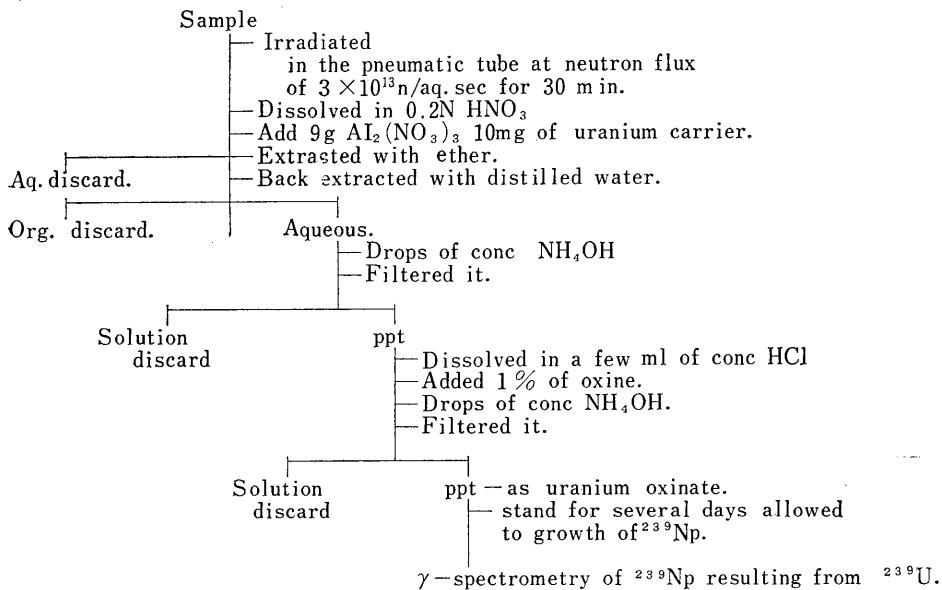 Sample
Irradiated
in the pneumatic tube at neutron flux
of 3 ×10¹³n/aq. sec for 30 min.
Dissolved in 0.2N HNO₃
Add 9g AI₂(NO₃)₃ 10mg of uranium carrier.
Extracted with ether.
Aq. discard.
Back extracted with distilled water.
Org. discard.
Aqueous.
Drops of conc NH₄OH
Filtered it.
Solution
discard
ppt
Dissolved in a few ml of conc HCl
Added 1% of oxine.
Drops of conc NH₄OH.
Filtered it.
Solution
discard
ppt — as uranium oxinate.
stand for several days allowed
to growth of ²³⁹Np.
γ—spectrometry of ²³⁹Np resulting from ²³⁹U.